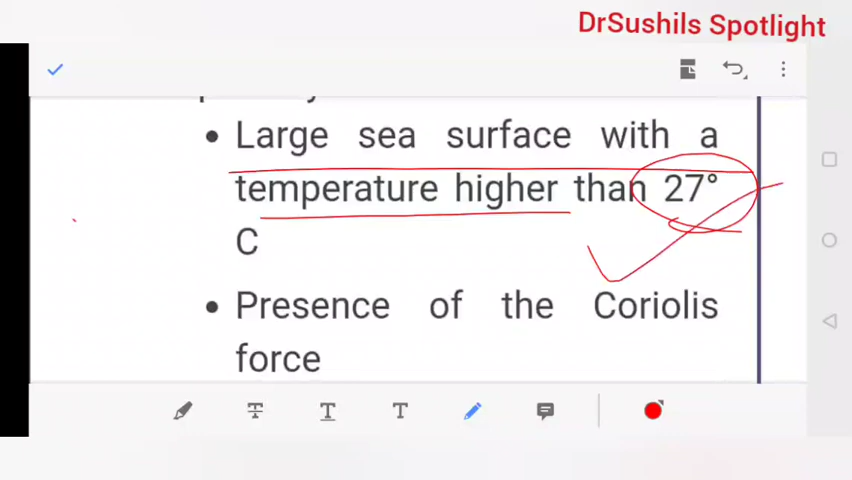 DrSushils Spotlight
• Large sea surface with a
temperature higher than 27°
C
• Presence of the Coriolis
force